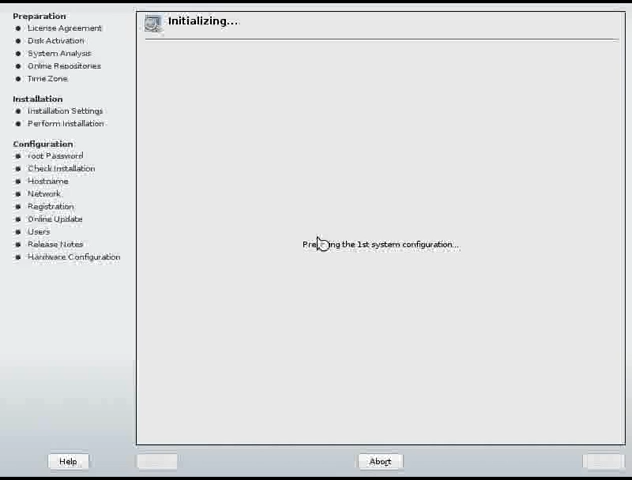 Preparation
License Agreement
Disk Activation
System Analysis
Online Repositories
Time Zone
Installation
Installation Settings
Perform Installation
Configuration
root Password
Check Installation
Hostname
Network
Registration
Online Update
Users
Release Notes
Hardware Configuration
Initializing...
the 1st system configuration...
Help
Abort